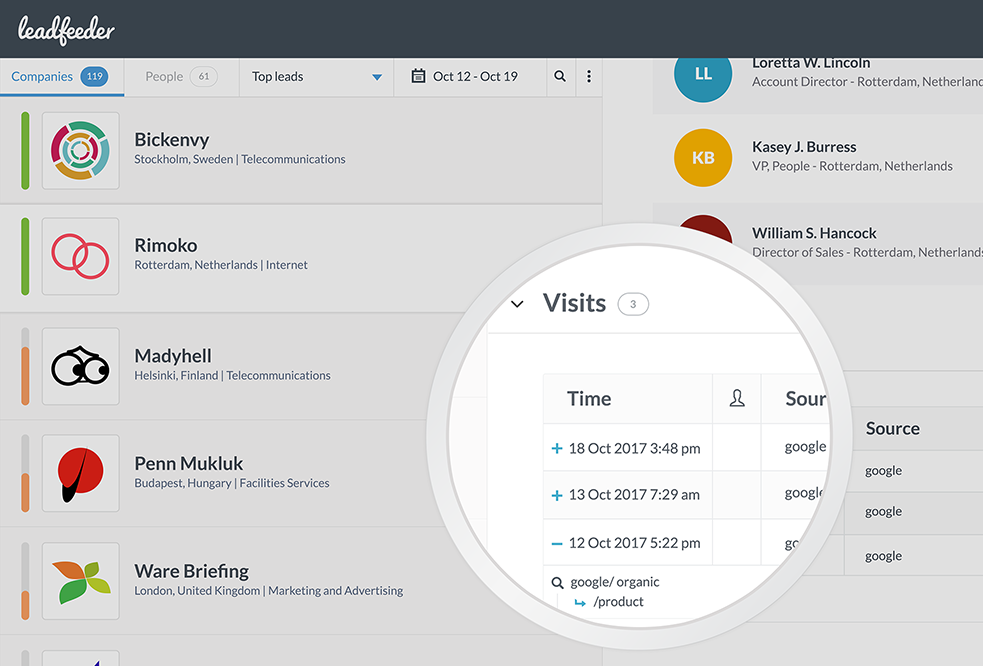 leadfeeder
Companies 119
People 61
Top leads
Oct 12 - Oct 19
Bickenvy
Stockholm, Sweden | Telecommunications
Rimoko
Rotterdam, Netherlands | Internet
Madyhell
Helsinki, Finland | Telecommunications
Penn Mukluk
Budapest, Hungary | Facilities Services
Ware Briefing
London, United Kingdom | Marketing and Advertising
LL
Loretta W. Lincoln
Account Director - Rotterdam, Netherland
KB
Kasey J. Burress
VP, People - Rotterdam, Netherlands
William S. Hancock
Director of Sales - Rotterdam, Netherlands
Visits 3
Time Sour
+ 18 Oct 2017 3:48 pm google
+ 13 Oct 2017 7:29 am google
− 12 Oct 2017 5:22 pm go
google/ organic
/product
Source
google
google
google